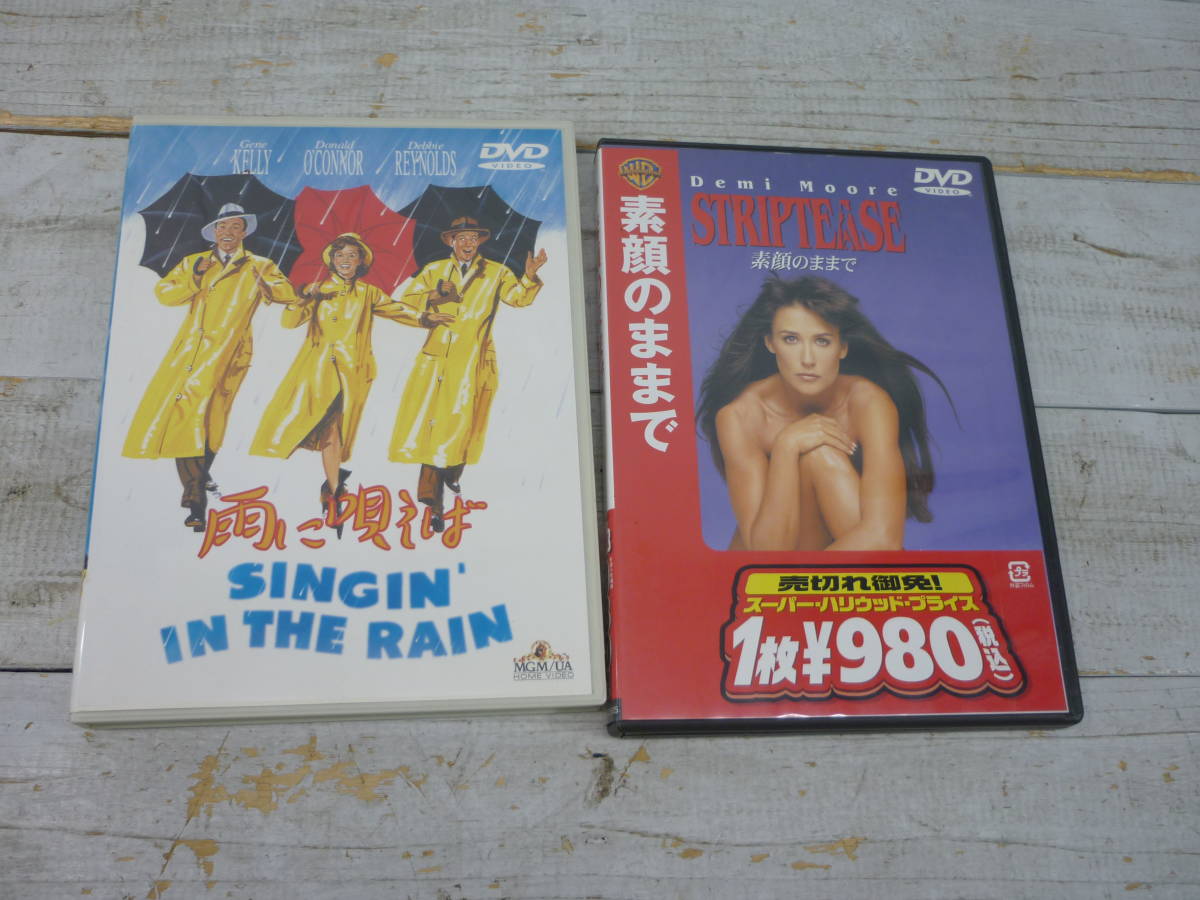 Gene KELLY
Donald O'CONNOR
Debbie REYNOLDS
DVD
VIDEO
雨に唄えば
SINGIN'
IN THE RAIN
MGM/UA
HOME VIDEO
素顔のままで
DVD
VIDEO
Demi Moore
STRIPTEASE
素顔のままで
売切れ御免!
スーパー・ハリウッド・プライス
1枚¥980(税込)